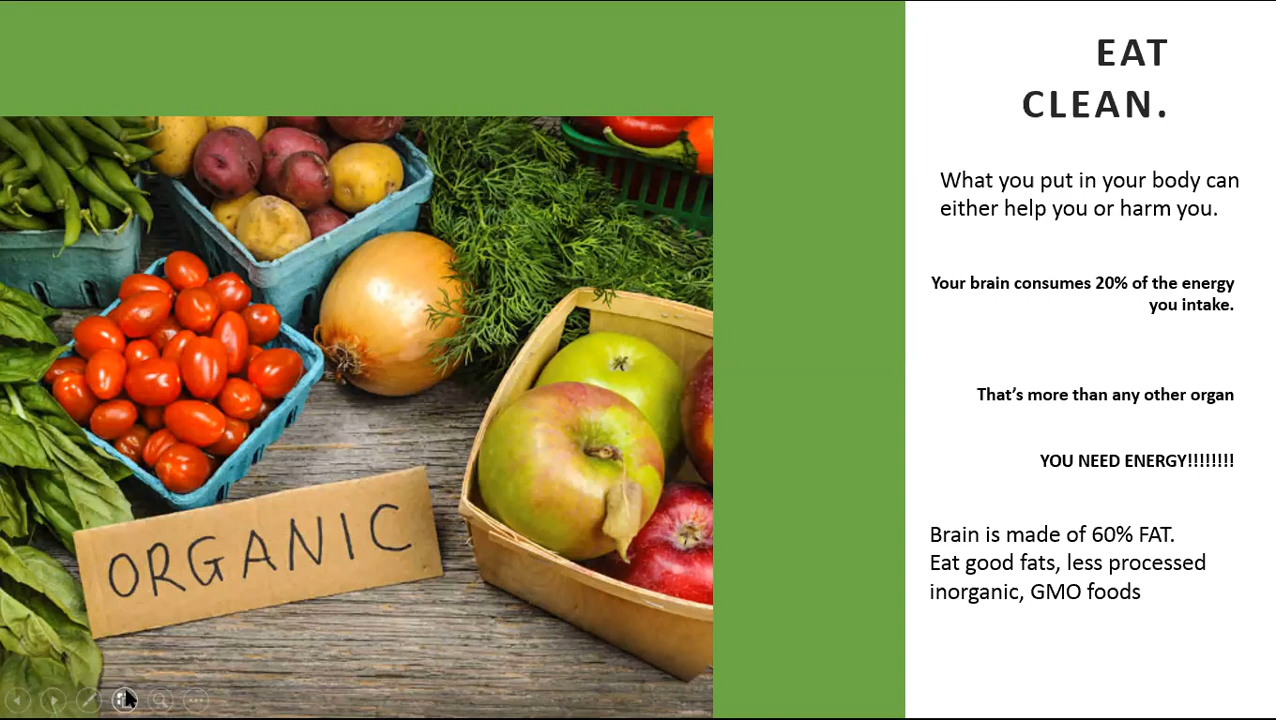 EAT
CLEAN.
What you put in your body can
either help you or harm you.
Your brain consumes 20% of the energy
you intake.
That's more than any other organ
YOU NEED ENERGY!!!!!!!!
Brain is made of 60% FAT.
Eat good fats, less processed
inorganic, GMO foods
ORGANIC